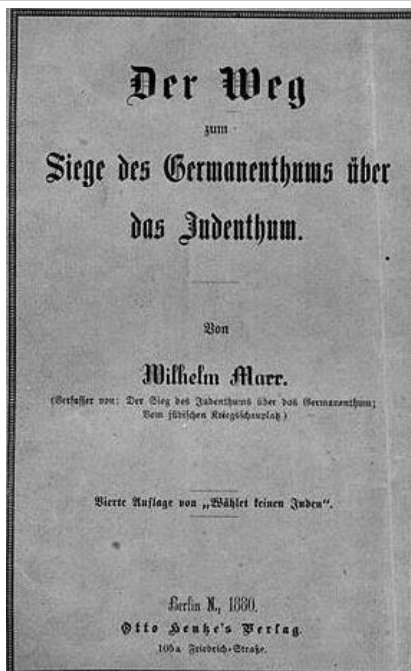 Der Weg
zum
Siege des Germanenthums über
das Judenthum.
Von
Wilhelm Marr.
(Verfasser von: Der Sieg des Judenthums über das Germanenthum;
Vom jüdischen Kriegsschauplatz)
Vierte Auflage von „Wählet keinen Juden“.
Berlin N., 1880.
Otto Hentze's Verlag.
105a Friedrich-Straße.